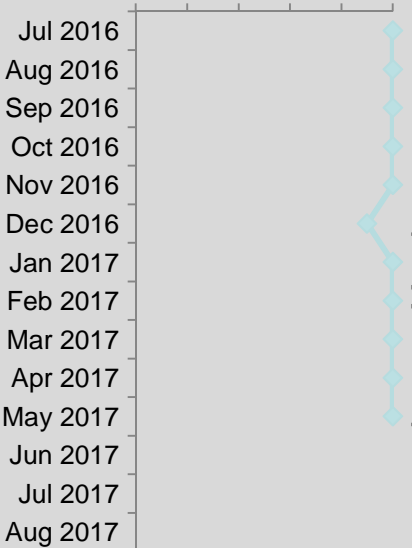 Jul 2016
Aug 2016
Sep 2016
Oct 2016
Nov 2016
Dec 2016
Jan 2017
Feb 2017
Mar 2017
Apr 2017
May 2017
Jun 2017
Jul 2017
Aug 2017